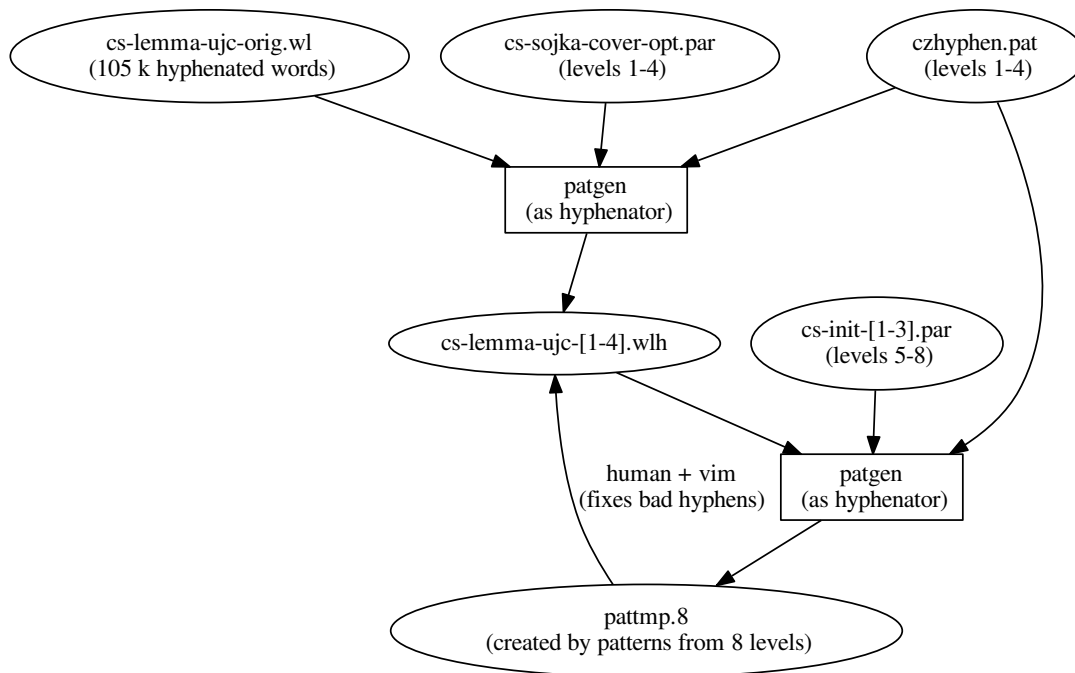 cs-lemma-ujc-orig.wl
(105 k hyphenated words)
cs-sojka-cover-opt.par
(levels 1-4)
czhyphen.pat
(levels 1-4)
patgen
(as hyphenator)
cs-lemma-ujc-[1-4].wlh
cs-init-[1-3].par
(levels 5-8)
human + vim
(fixes bad hyphens)
patgen
(as hyphenator)
pattmp.8
(created by patterns from 8 levels)